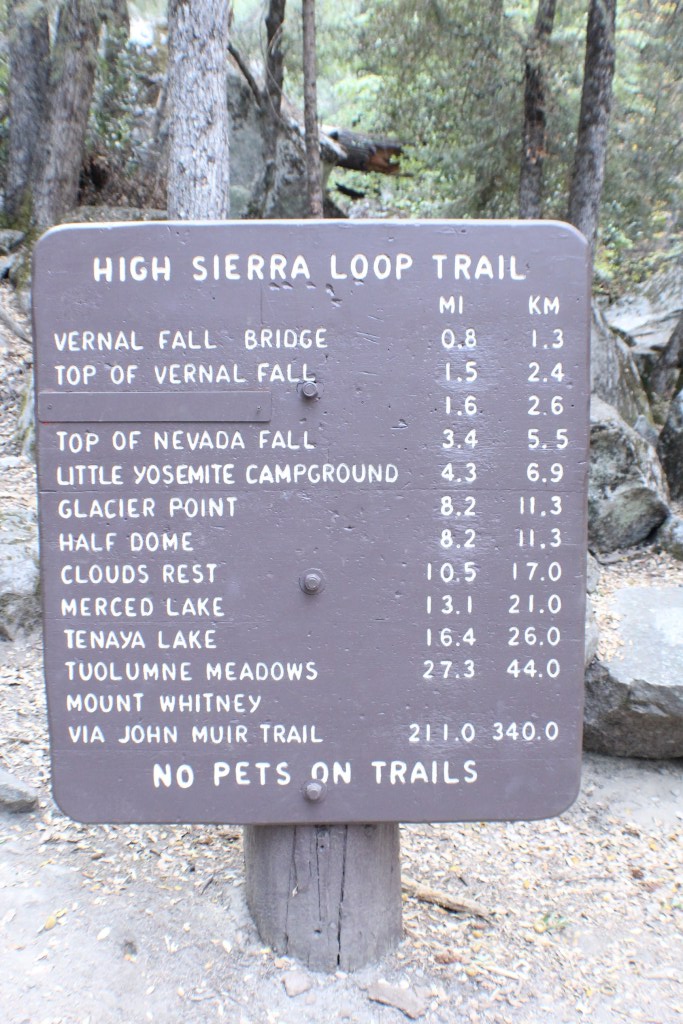 HIGH SIERRA LOOP TRAIL
MI KM
VERNAL FALL BRIDGE 0.8 1.3
TOP OF VERNAL FALL 1.5 2.4
1.6 2.6
TOP OF NEVADA FALL 3.4 5.5
LITTLE YOSEMITE CAMPGROUND 4.3 6.9
GLACIER POINT 8.2 11.3
HALF DOME 8.2 11.3
CLOUDS REST 10.5 17.0
MERCED LAKE 13.1 21.0
TENAYA LAKE 16.4 26.0
TUOLUMNE MEADOWS 27.3 44.0
MOUNT WHITNEY
VIA JOHN MUIR TRAIL 211.0 340.0
NO PETS ON TRAILS